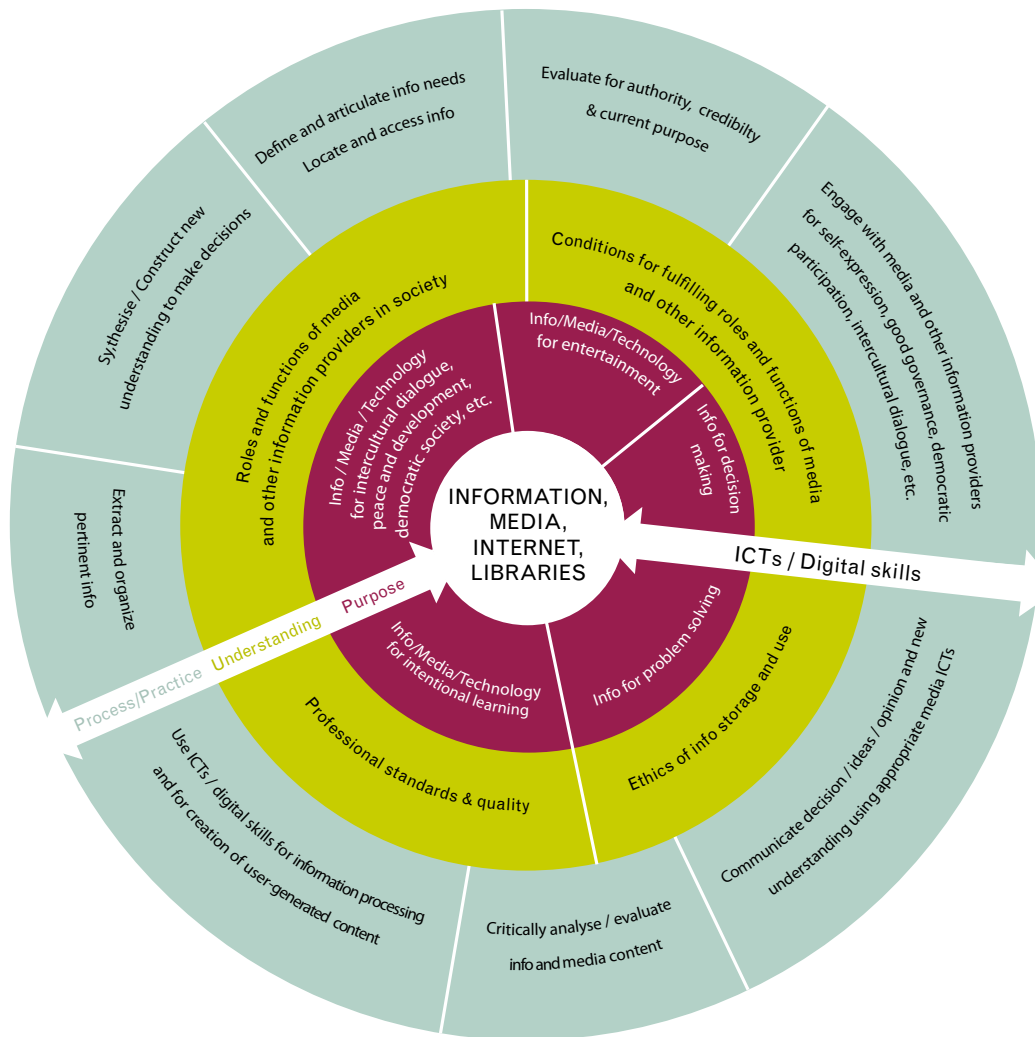 Define and articulate info needs
Locate and access info
Evaluate for authority, credibilty
& current purpose
Engage with media and other information providers
for self-expression, good governance, democratic
participation, intercultural dialogue, etc.
Sythesise / Construct new
understanding to make decisions
Extract and organize
pertinent info
Use ICTs / digital skills for information processing
and for creation of user-generated content
Critically analyse / evaluate
info and media content
Communicate decision / ideas / opinion and new
understanding using appropriate media ICTs
Roles and functions of media
and other information providers in society
Conditions for fulfilling roles and functions of media
and other information provider
Professional standards & quality
Ethics of info storage and use
Info / Media / Technology
for intercultural dialogue,
peace and development,
democratic society, etc.
Info/Media/Technology
for entertainment
Info for decision
making
Info for problem solving
Info/Media/Technology
for intentional learning
INFORMATION,
MEDIA,
INTERNET,
LIBRARIES
ICTs / Digital skills
Process/Practice Understanding Purpose